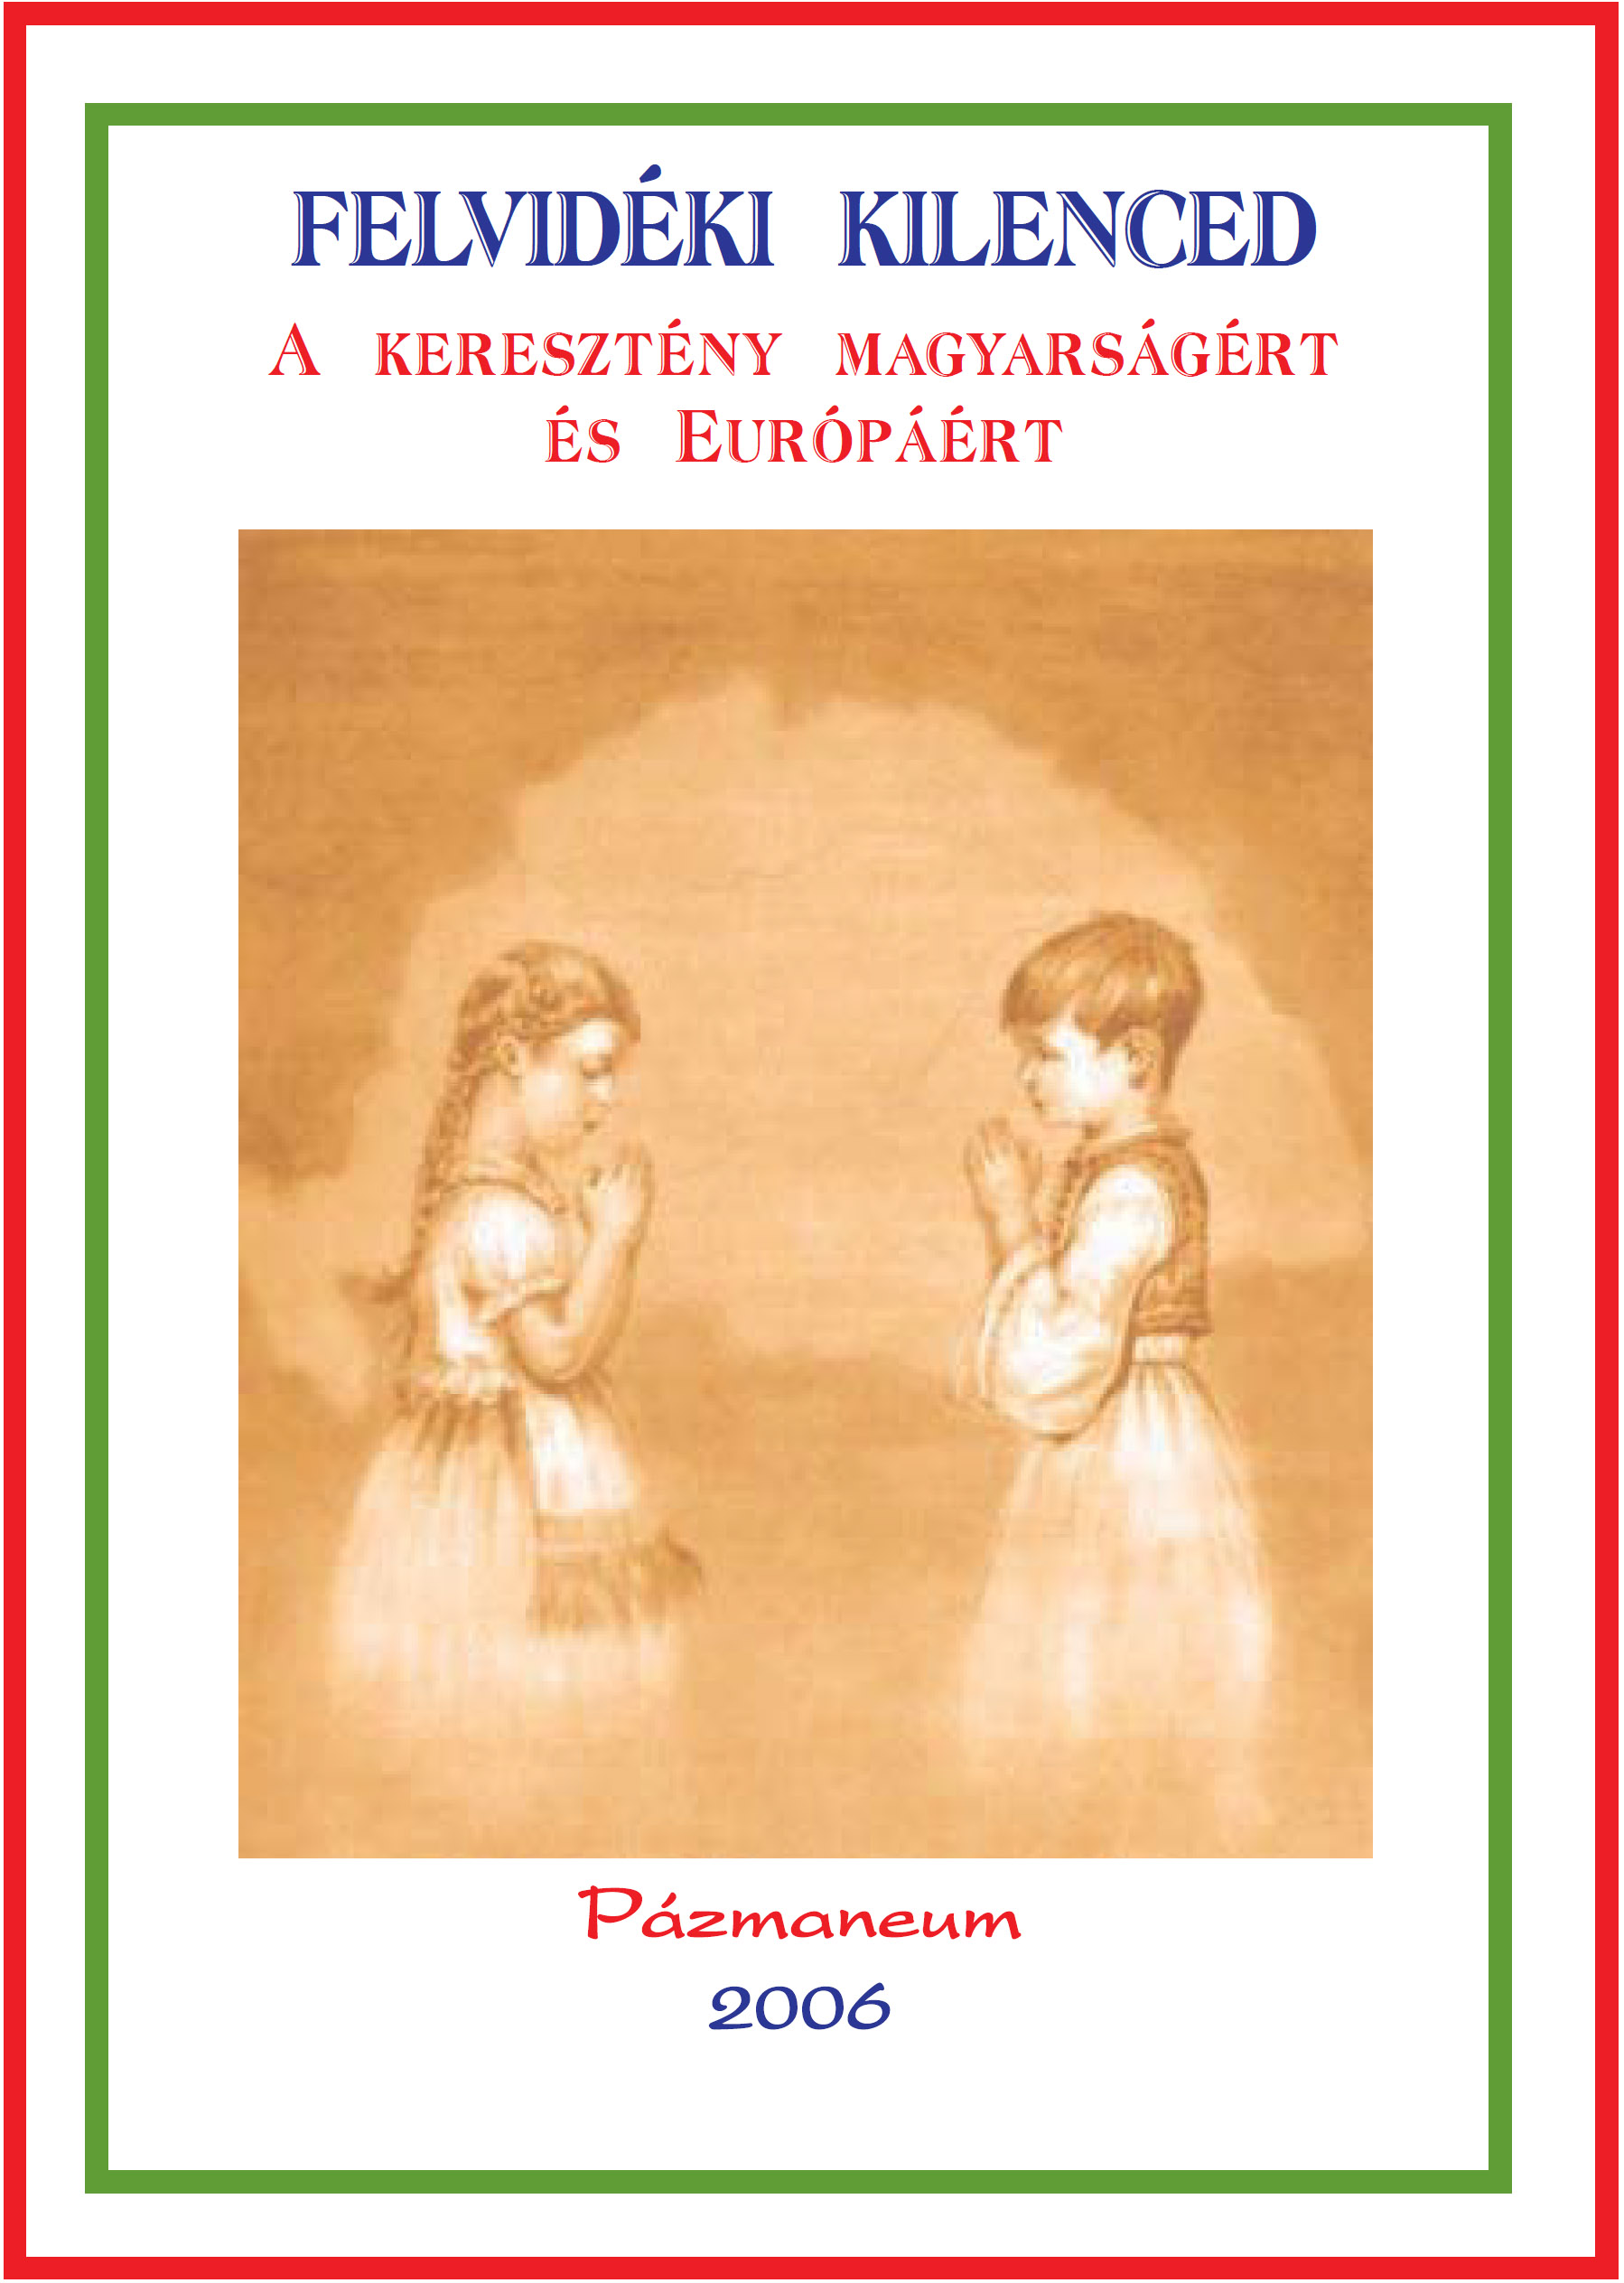 FELVIDÉKI KILENCED
A KERESZTÉNY MAGYARSÁGÉRT
ÉS EURÓPÁÉRT
Pázmaneum
2006